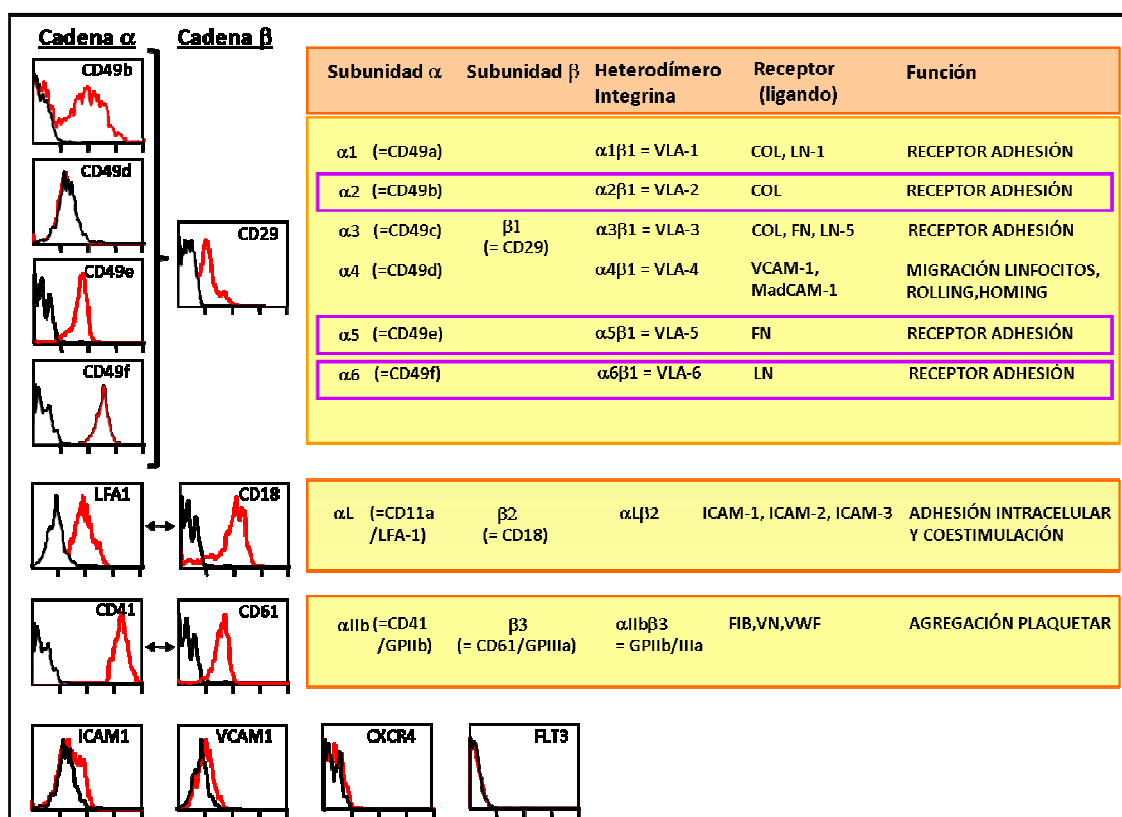 Cadena α Cadena β
CD49b
CD49d
CD49e
CD49f
CD29
Subunidad α Subunidad β Heterodímero Integrina Receptor (ligando) Función
α1 (=CD49a) α1β1 = VLA-1 COL, LN-1 RECEPTOR ADHESIÓN
α2 (=CD49b) α2β1 = VLA-2 COL RECEPTOR ADHESIÓN
α3 (=CD49c) β1 (= CD29) α3β1 = VLA-3 COL, FN, LN-5 RECEPTOR ADHESIÓN
α4 (=CD49d) α4β1 = VLA-4 VCAM-1, MIGRACIÓN LINFOCITOS,
MadCAM-1 ROLLING,HOMING
α5 (=CD49e) α5β1 = VLA-5 FN RECEPTOR ADHESIÓN
α6 (=CD49f) α6β1 = VLA-6 LN RECEPTOR ADHESIÓN
LFA1 CD18
αL (=CD11a β2 αLβ2 ICAM-1, ICAM-2, ICAM-3 ADHESIÓN INTRACELULAR
/LFA-1) (= CD18) Y COESTIMULACIÓN
CD41 CD61
αIIb (=CD41 β3 αIIbβ3 FIB,VN,VWF AGREGACIÓN PLAQUETAR
/GPIIb) (= CD61/GPIIIa) = GPIIb/IIIa
ICAM1 VCAM1 CXCR4 FLT3